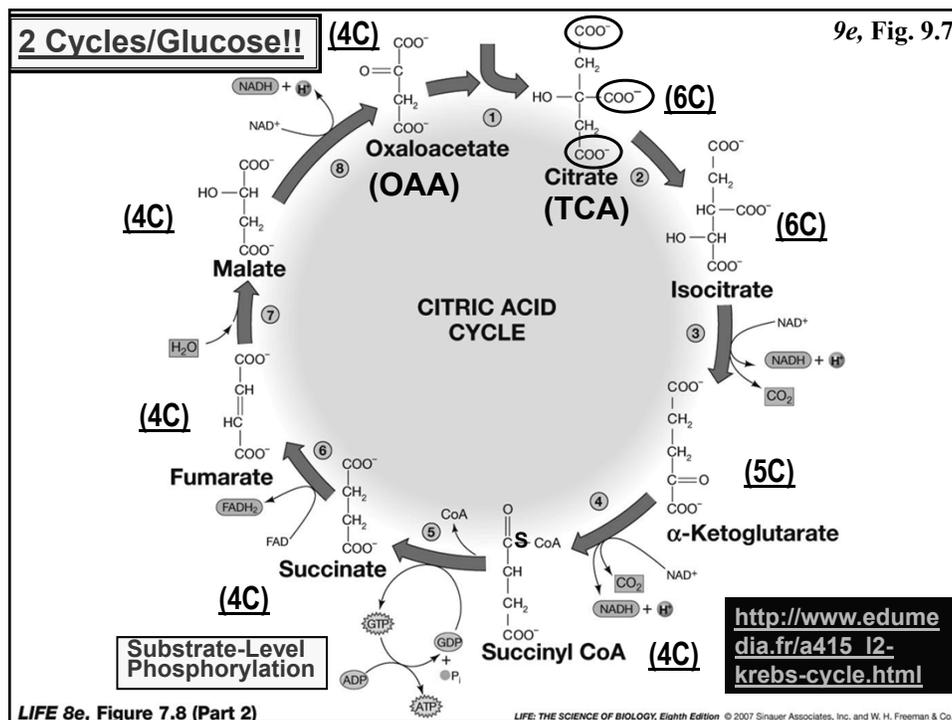 2 Cycles/Glucose!!
9e, Fig. 9.7
(4C)
COO⁻
O=C
CH₂
COO⁻
Oxaloacetate
(OAA)
1
COO⁻
CH₂
HO—C—COO⁻
CH₂
COO⁻
Citrate
(TCA)
(6C)
2
COO⁻
CH₂
HC—COO⁻
HO—CH
COO⁻
Isocitrate
(6C)
3
NAD⁺
NADH + H⁺
CO₂
COO⁻
CH₂
CH₂
C=O
COO⁻
α-Ketoglutarate
(5C)
4
NAD⁺
CO₂
NADH + H⁺
O
C S CoA
CH
CH₂
COO⁻
Succinyl CoA
(4C)
5
CoA
GTP
GDP
+
Pi
ADP
ATP
Substrate-Level
Phosphorylation
COO⁻
CH₂
CH₂
COO⁻
Succinate
(4C)
6
FAD
FADH₂
COO⁻
CH
HC
COO⁻
Fumarate
(4C)
7
H₂O
COO⁻
HO—CH
CH₂
COO⁻
Malate
(4C)
8
NAD⁺
NADH + H⁺
CITRIC ACID
CYCLE
http://www.edume
dia.fr/a415_l2-
krebs-cycle.html
LIFE 8e, Figure 7.8 (Part 2)
LIFE: THE SCIENCE OF BIOLOGY, Eighth Edition © 2007 Sinauer Associates, Inc. and W. H. Freeman & Co.